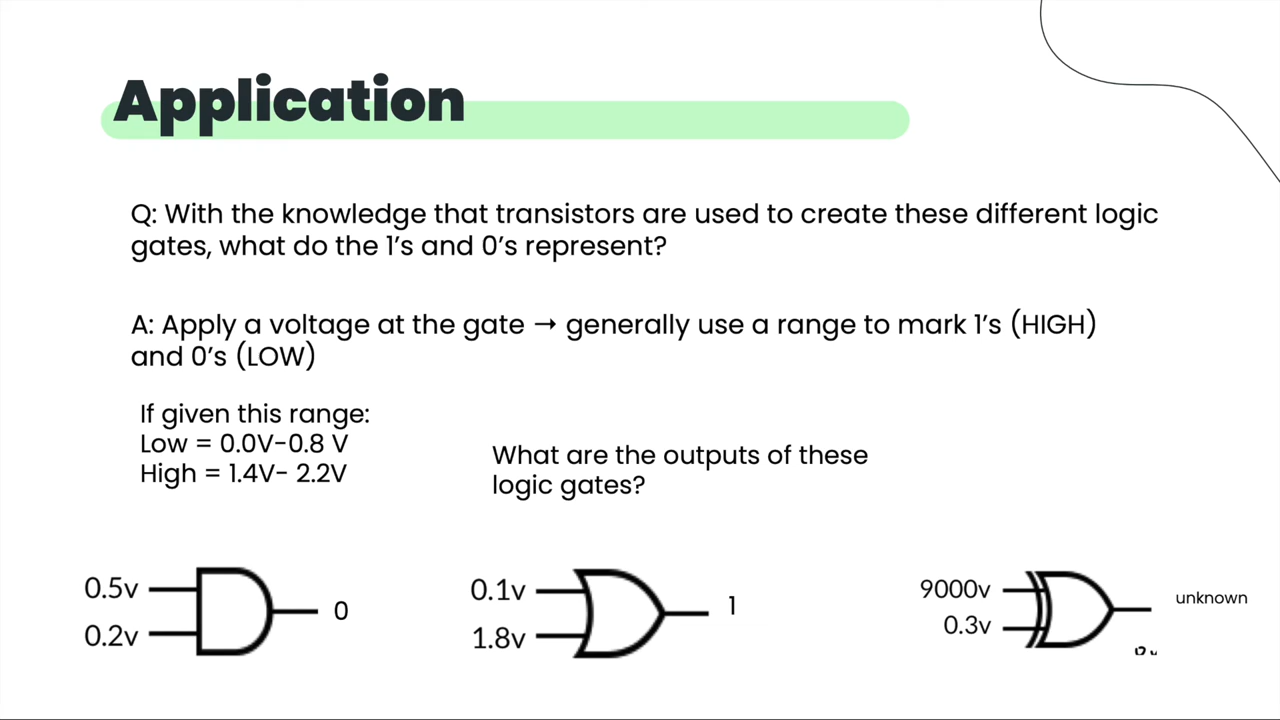 Application
Q: With the knowledge that transistors are used to create these different logic
gates, what do the 1's and 0's represent?
A: Apply a voltage at the gate → generally use a range to mark 1's (HIGH)
and 0's (LOW)
If given this range:
Low = 0.0V-0.8 V
High = 1.4V- 2.2V
What are the outputs of these
logic gates?
0.5v
0.2v
0
0.1v
1.8v
1
9000v
0.3v
unknown